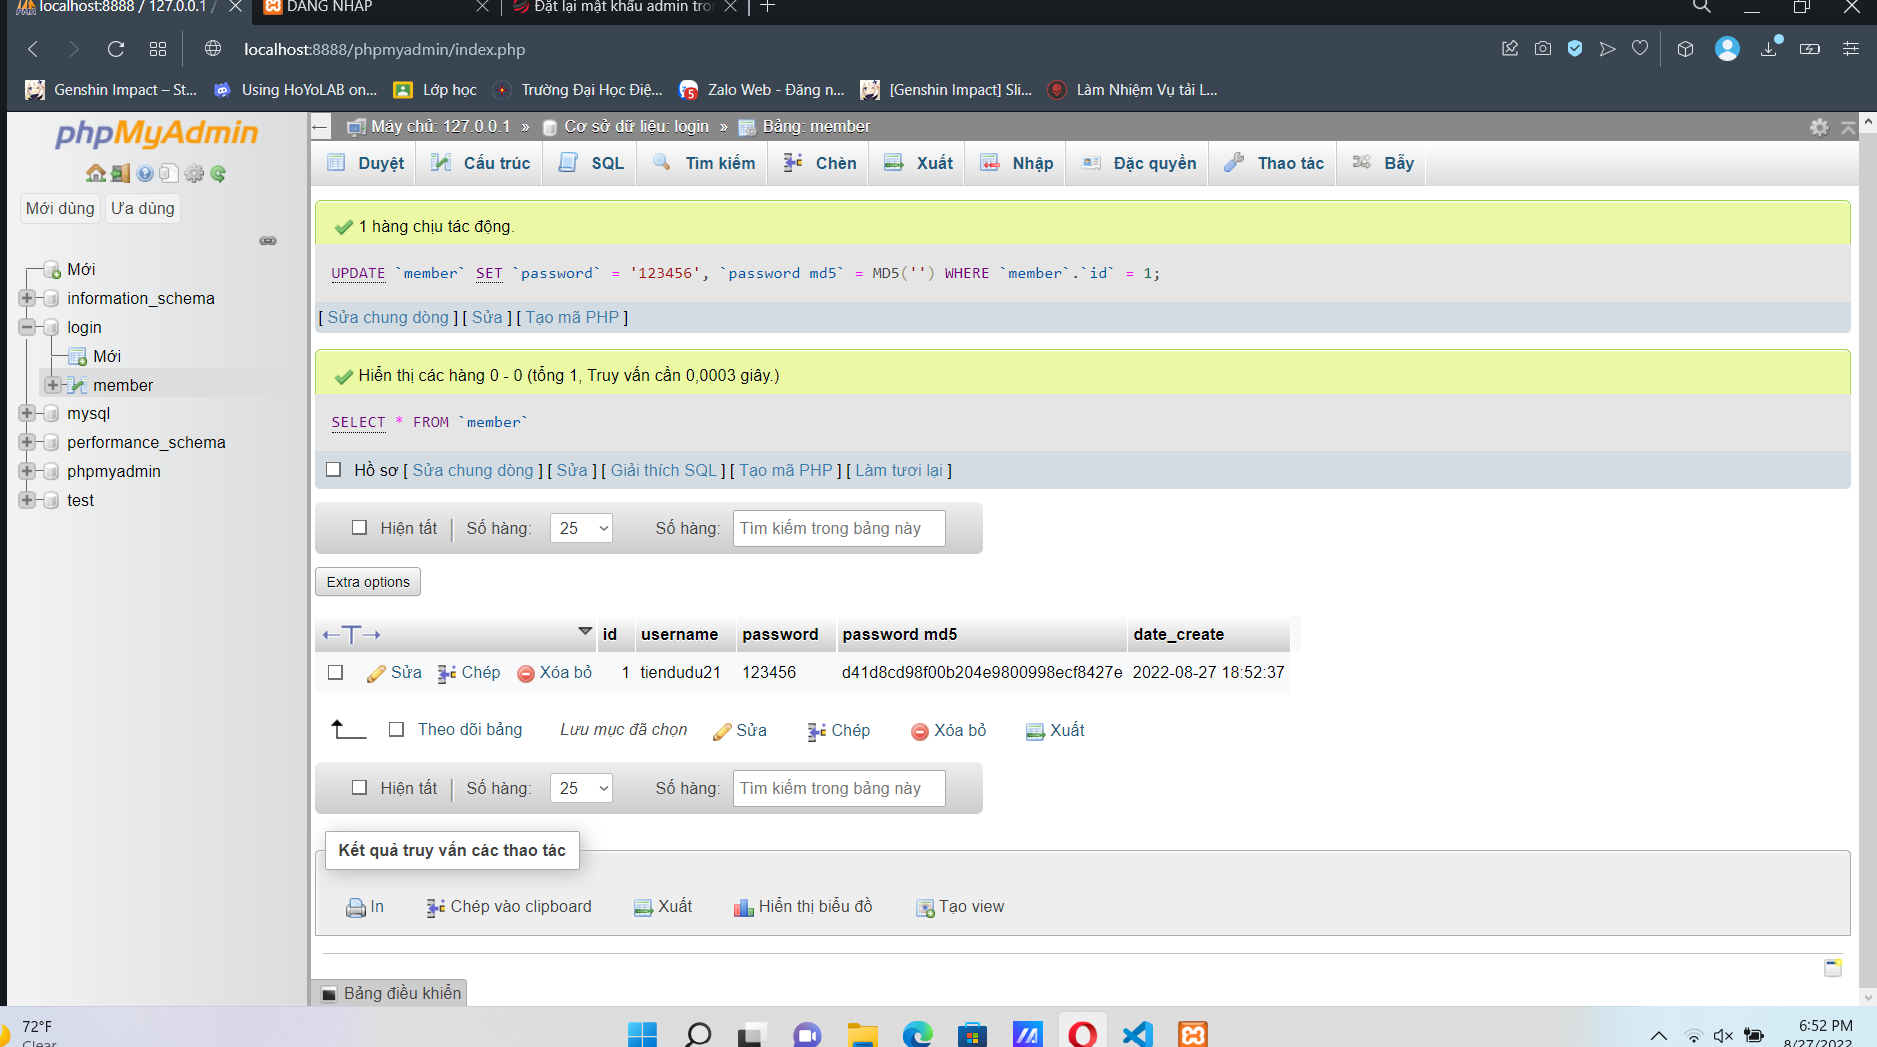 localhost:8888 / 127.0.0.1 /
ĐĂNG NHẬP
Đặt lại mật khẩu admin tro
localhost:8888/phpmyadmin/index.php
Genshin Impact – St...
Using HoYoLAB on...
Lớp học
Trường Đại Học Điệ...
Zalo Web - Đăng n...
[Genshin Impact] Sli...
Làm Nhiệm Vụ tải L...
phpMyAdmin
Mới dùng
Ưa dùng
Mới
information_schema
login
Mới
member
mysql
performance_schema
phpmyadmin
test
Máy chủ: 127.0.0.1 » Cơ sở dữ liệu: login » Bảng: member
Duyệt Cấu trúc SQL Tìm kiếm Chèn Xuất Nhập Đặc quyền Thao tác Bẫy
1 hàng chịu tác động.
UPDATE `member` SET `password` = '123456', `password md5` = MD5('') WHERE `member`.`id` = 1;
[ Sửa chung dòng ] [ Sửa ] [ Tạo mã PHP ]
Hiển thị các hàng 0 - 0 (tổng 1, Truy vấn cần 0,0003 giây.)
SELECT * FROM `member`
Hồ sơ [ Sửa chung dòng ] [ Sửa ] [ Giải thích SQL ] [ Tạo mã PHP ] [ Làm tươi lại ]
Hiện tất Số hàng: 25 Số hàng: Tìm kiếm trong bảng này
Extra options
id username password password md5 date_create
Sửa Chép Xóa bỏ 1 tiendudu21 123456 d41d8cd98f00b204e9800998ecf8427e 2022-08-27 18:52:37
Theo dõi bảng Lưu mục đã chọn Sửa Chép Xóa bỏ Xuất
Hiện tất Số hàng: 25 Số hàng: Tìm kiếm trong bảng này
Kết quả truy vấn các thao tác
In Chép vào clipboard Xuất Hiển thị biểu đồ Tạo view
Bảng điều khiển
72°F
Clear
6:52 PM
8/27/2022